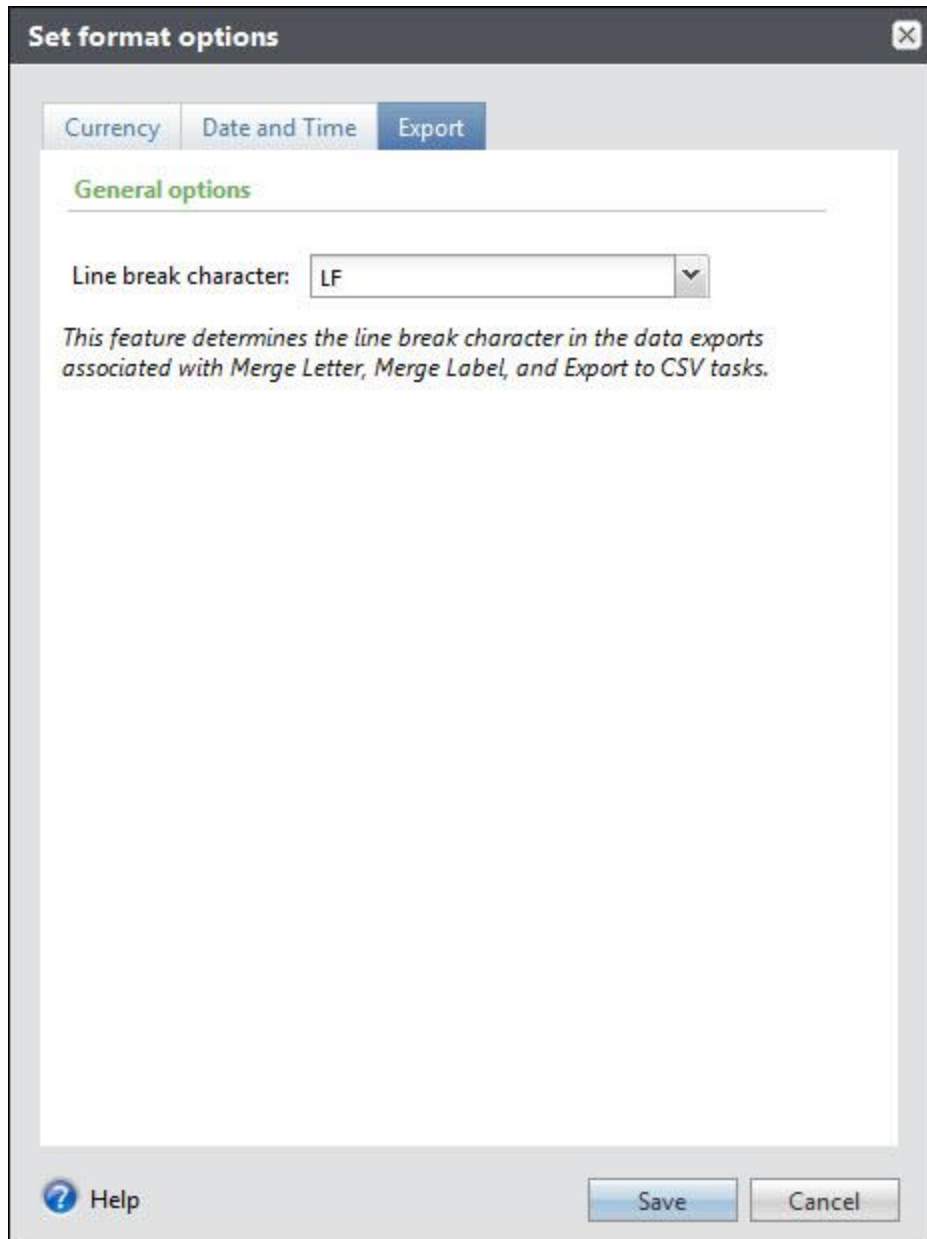 Set format options
Currency
Date and Time
Export
General options
Line break character: LF
This feature determines the line break character in the data exports
associated with Merge Letter, Merge Label, and Export to CSV tasks.
Help
Save
Cancel